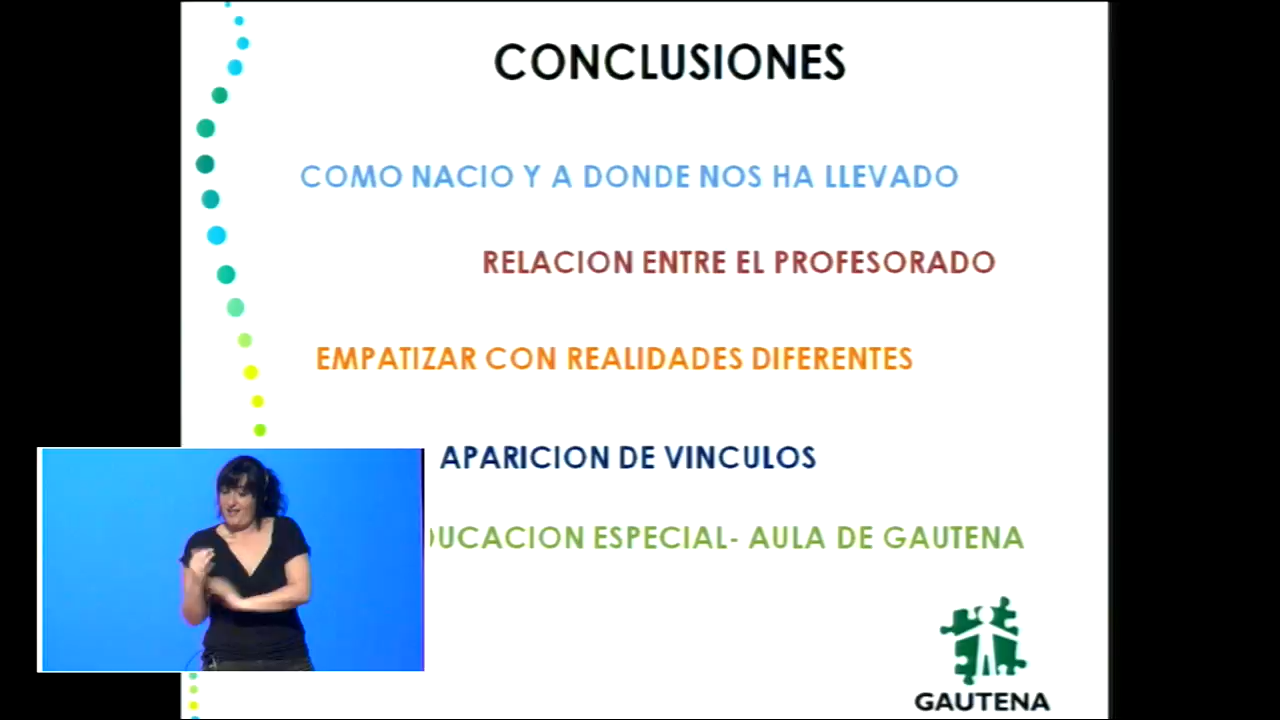 CONCLUSIONES
COMO NACIO Y A DONDE NOS HA LLEVADO
RELACION ENTRE EL PROFESORADO
EMPATIZAR CON REALIDADES DIFERENTES
APARICION DE VINCULOS
ESPECIAL- AULA DE GAUTENA
GAUTENA